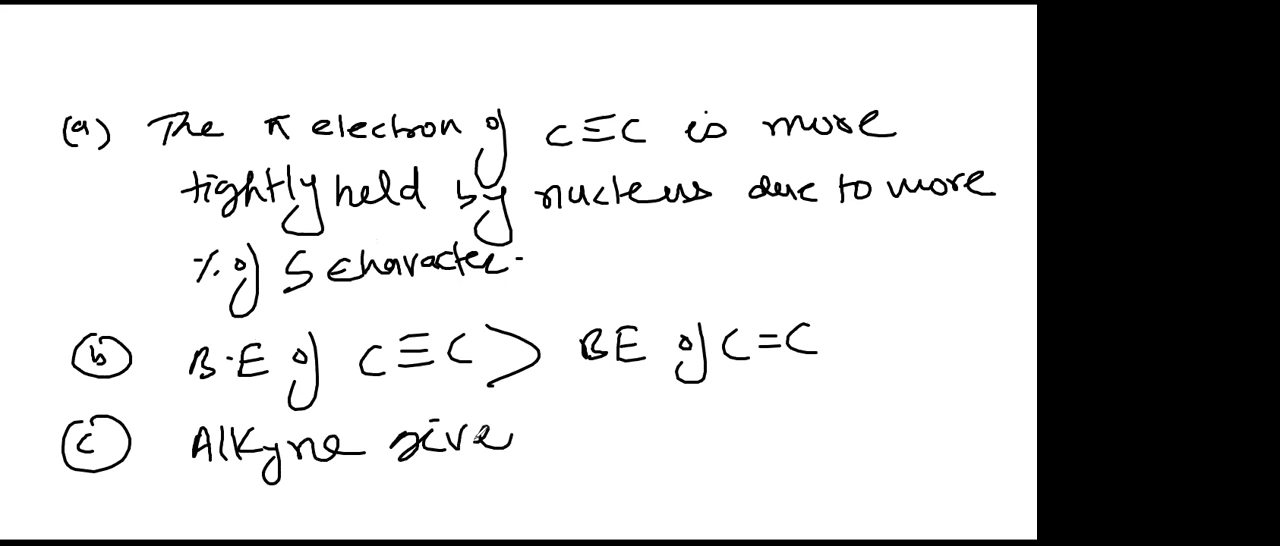 (a) The π electron of C≡C is more
tightly held by nucleus due to more
% of S character.
(b) B.E of C≡C > BE of C=C
(c) Alkyne give